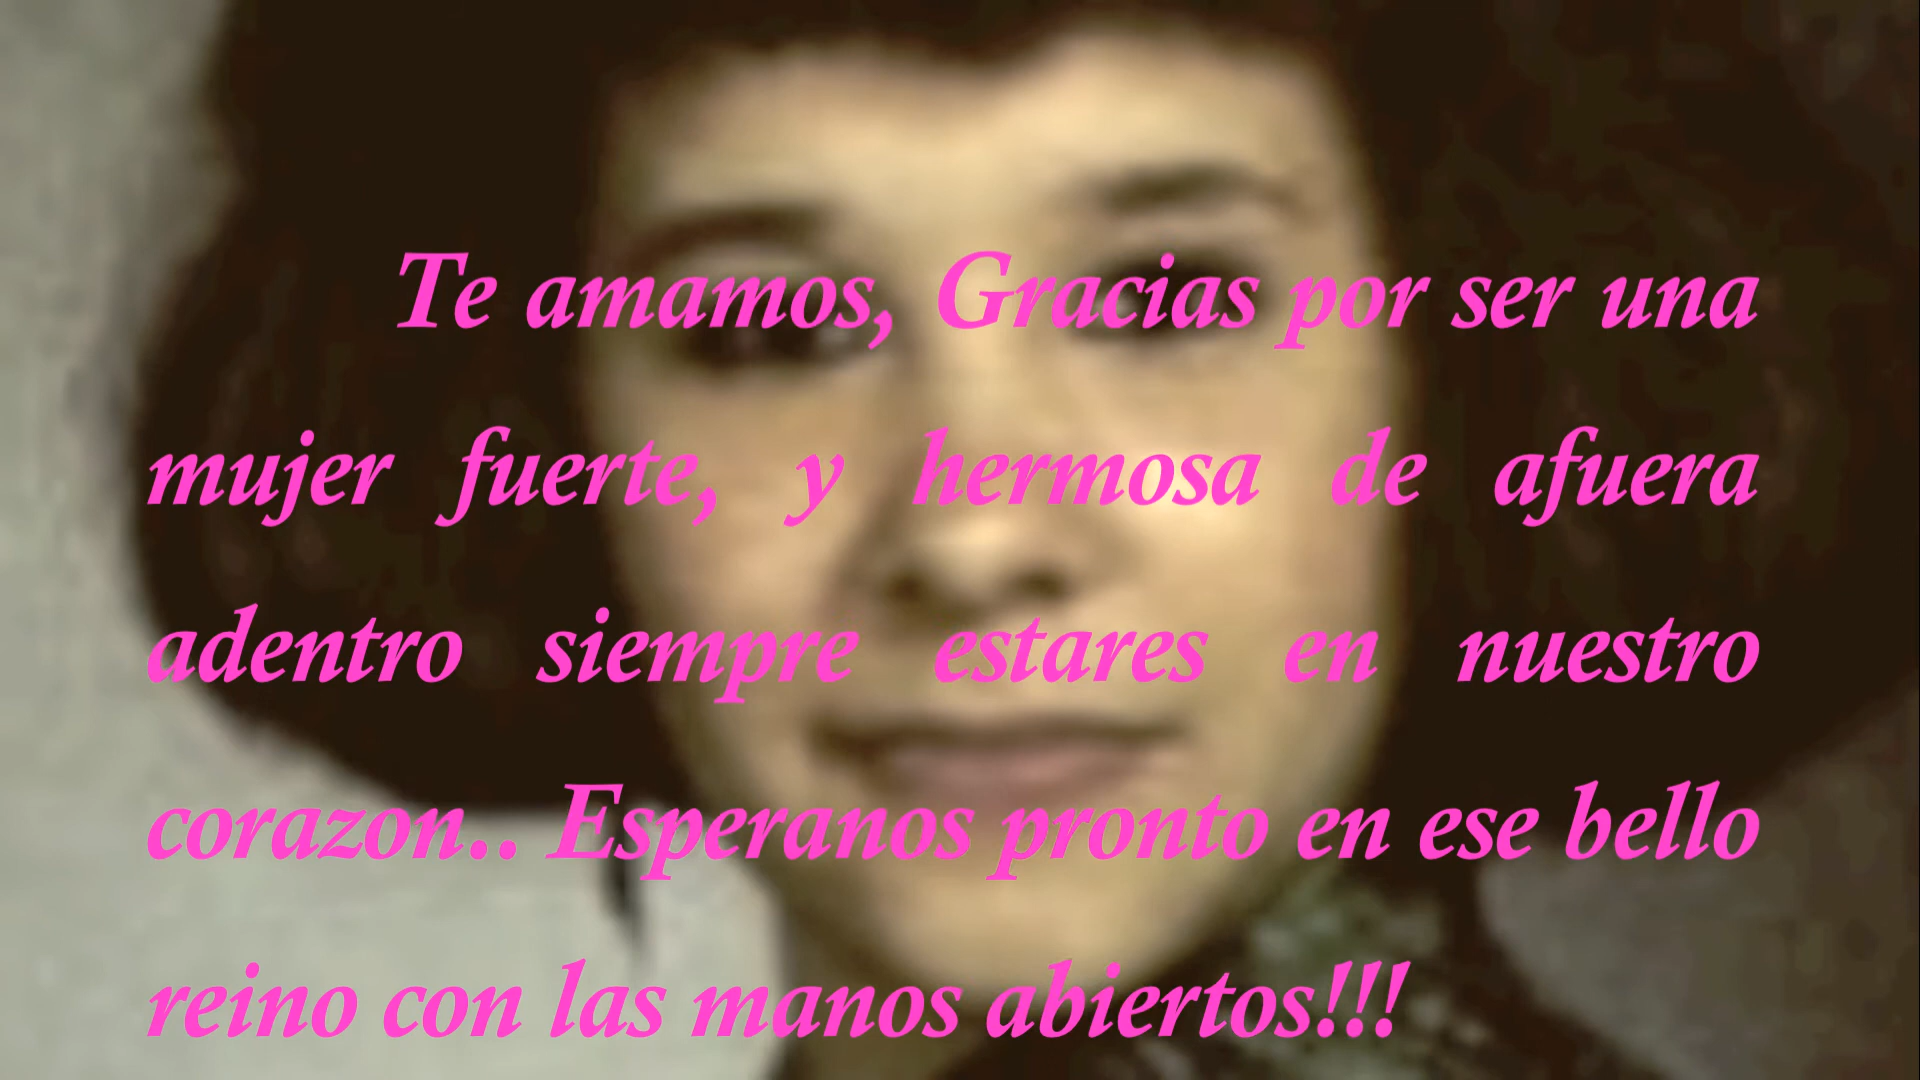 Te amamos, Gracias por ser una
mujer fuerte, y hermosa de afuera
adentro siempre estares en nuestro
corazon.. Esperanos pronto en ese bello
reino con las manos abiertos!!!